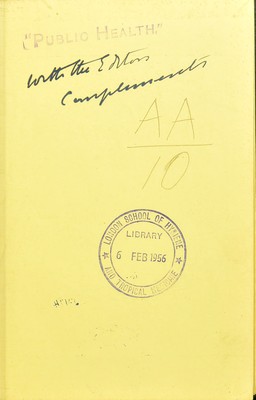 "PUBLIC HEALTH."
With the Editors
Compliments
AA
10
LONDON SCHOOL OF HYGIENE
LIBRARY
6 FEB 1956
AND TROPICAL MEDICINE